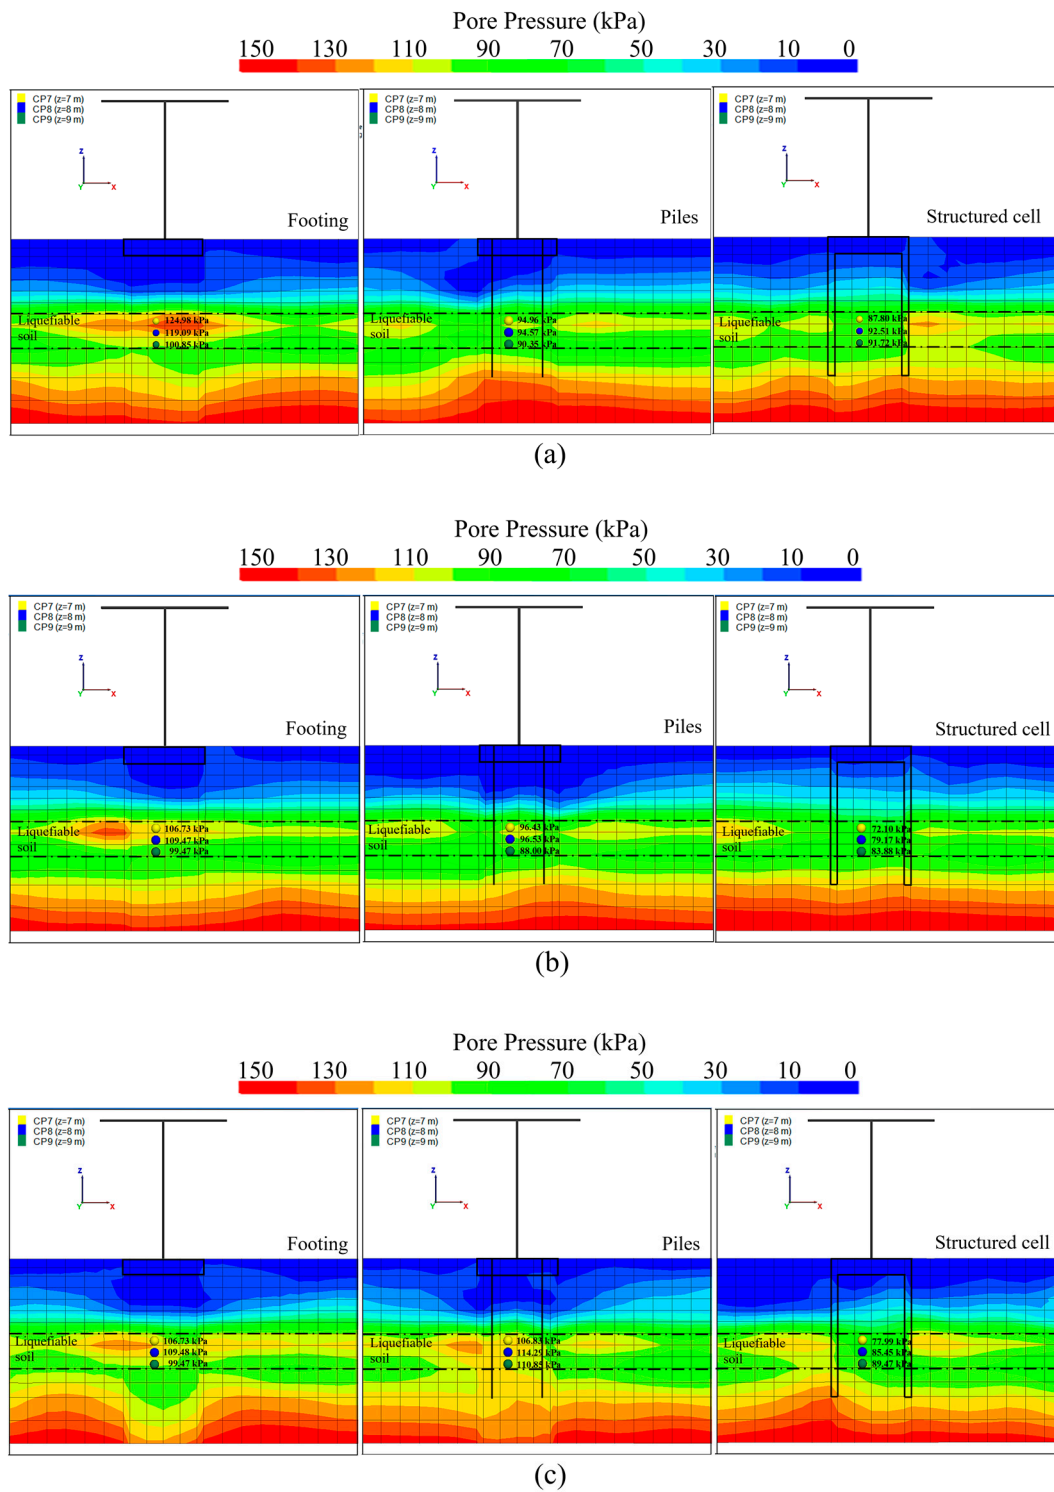 Pore Pressure (kPa)
150 130 110 90 70 50 30 10 0
CP7 (z=7 m)
CP8 (z=8 m)
CP9 (z=9 m)
Z
Y X
Footing
Liquefiable
soil
124.98 kPa
119.09 kPa
100.85 kPa
CP7 (z=7 m)
CP8 (z=8 m)
CP9 (z=9 m)
Z
Y X
Piles
Liquefiable
soil
94.96 kPa
94.57 kPa
90.35 kPa
CP7 (z=7 m)
CP8 (z=8 m)
CP9 (z=9 m)
Z
Y X
Structured cell
Liquefiable
soil
87.80 kPa
92.51 kPa
91.72 kPa
(a)
Pore Pressure (kPa)
150 130 110 90 70 50 30 10 0
CP7 (z=7 m)
CP8 (z=8 m)
CP9 (z=9 m)
Z
Y X
Footing
Liquefiable
soil
106.73 kPa
109.47 kPa
99.47 kPa
CP7 (z=7 m)
CP8 (z=8 m)
CP9 (z=9 m)
Z
Y X
Piles
Liquefiable
soil
96.43 kPa
96.53 kPa
88.00 kPa
CP7 (z=7 m)
CP8 (z=8 m)
CP9 (z=9 m)
Z
Y X
Structured cell
Liquefiable
soil
72.10 kPa
79.17 kPa
83.88 kPa
(b)
Pore Pressure (kPa)
150 130 110 90 70 50 30 10 0
CP7 (z=7 m)
CP8 (z=8 m)
CP9 (z=9 m)
Z
Y X
Footing
Liquefiable
soil
106.73 kPa
109.48 kPa
99.47 kPa
CP7 (z=7 m)
CP8 (z=8 m)
CP9 (z=9 m)
Z
Y X
Piles
Liquefiable
soil
106.83 kPa
114.29 kPa
110.85 kPa
CP7 (z=7 m)
CP8 (z=8 m)
CP9 (z=9 m)
Z
Y X
Structured cell
Liquefiable
soil
77.99 kPa
85.45 kPa
89.47 kPa
(c)